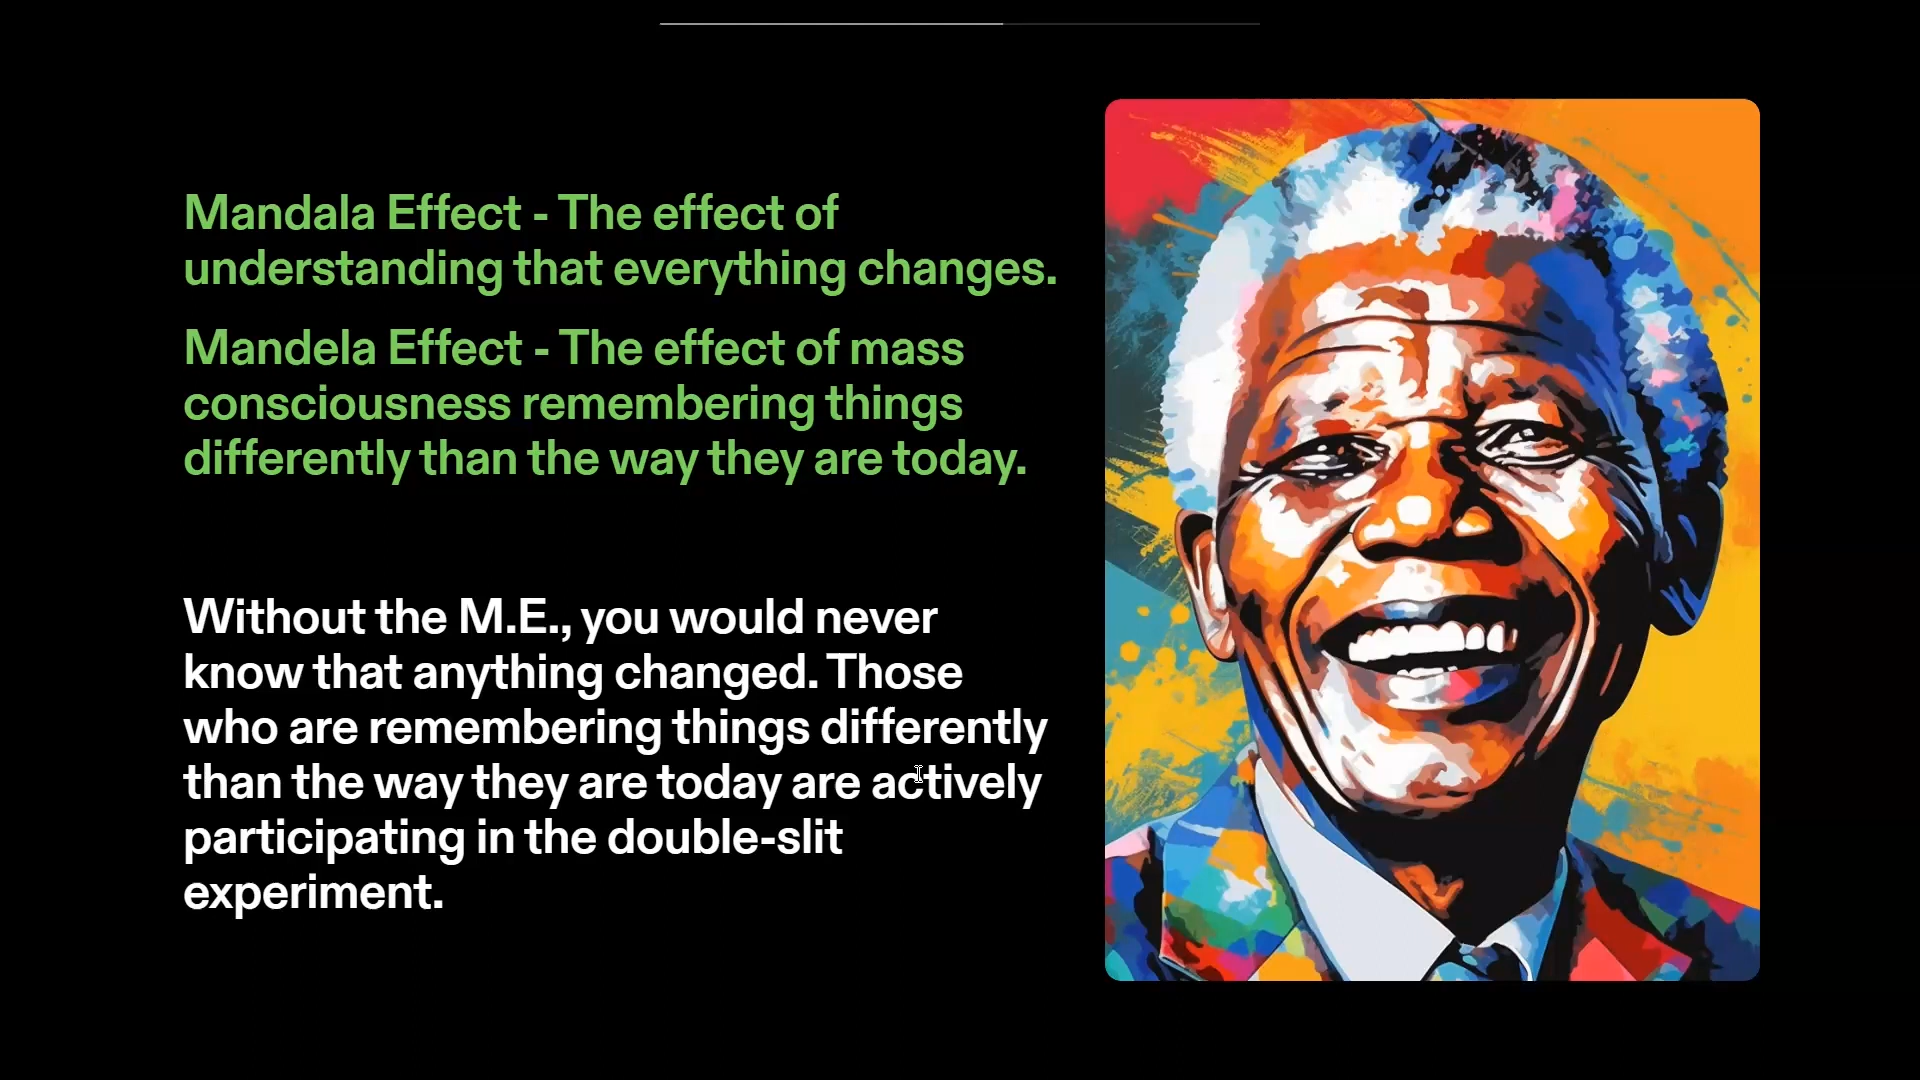 Mandala Effect - The effect of
understanding that everything changes.
Mandela Effect - The effect of mass
consciousness remembering things
differently than the way they are today.
Without the M.E., you would never
know that anything changed. Those
who are remembering things differently
than the way they are today are actively
participating in the double-slit
experiment.